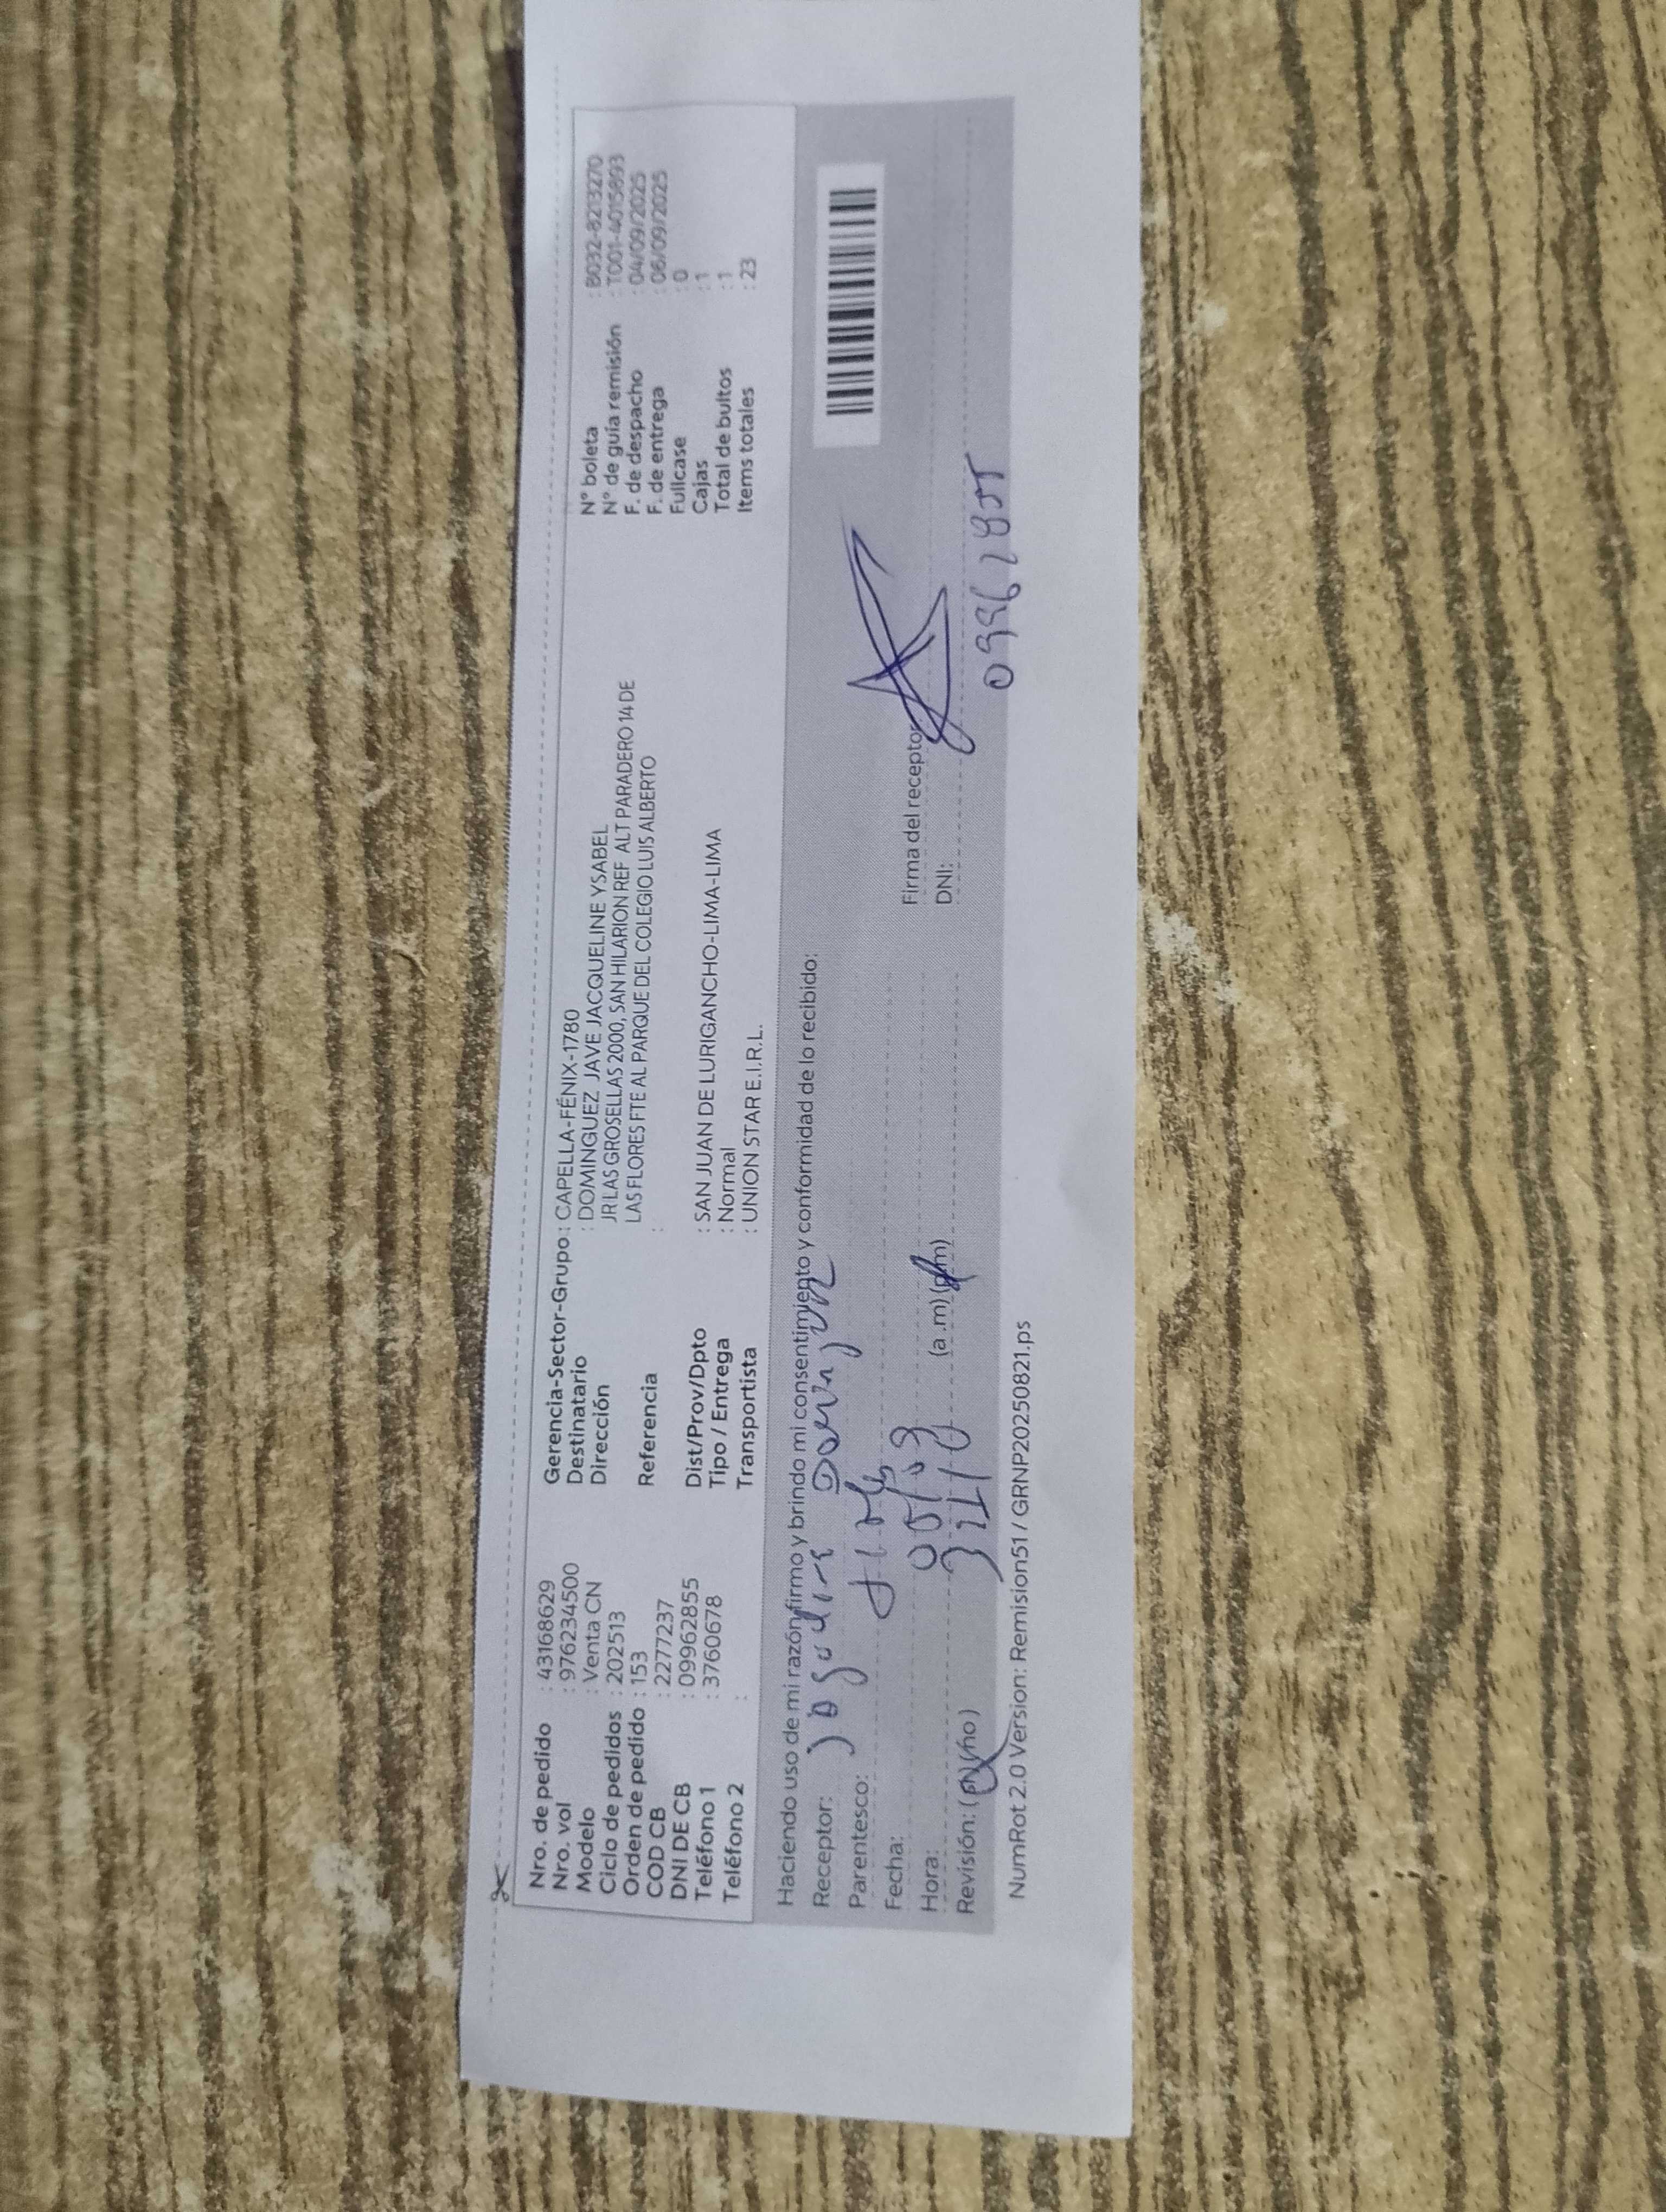 Nro. de pedido : 43168629
Nro. vol : 976234500
Modelo : Venta CN
Ciclo de pedidos : 202513
Orden de pedido : 153
COD CB : 2277237
DNI DE CB : 099962855
Teléfono 1 : 3760678
Teléfono 2 :
Gerencia-Sector-Grupo : CAPELLA-FÉNIX-1780
Destinatario : DOMINGUEZ JAVE JACQUELINE YSABEL
Dirección JR LAS GROSELLAS 2000, SAN HILARION REF ALT PARADERO 14 DE
LAS FLORES FTE AL PARQUE DEL COLEGIO LUIS ALBERTO
Referencia :
Dist/Prov/Dpto : SAN JUAN DE LURIGANCHO-LIMA-LIMA
Tipo / Entrega : Normal
Transportista : UNION STAR E.I.R.L.
N° boleta : B032-8213270
N° de guía remisión : T001-4015893
F. de despacho : 04/09/2025
F. de entrega : 06/09/2025
Fullcase : 0
Cajas : 1
Total de bultos : 1
Items totales : 23
Haciendo uso de mi razón firmo y brindo mi consentimiento y conformidad de lo recibido:
Receptor:
Parentesco:
Fecha:
Hora: (a.m) (p.m)
Revisión: ( no )
Firma del receptor
DNI:
NumRot 2.0 Version: Remision51 / GRNP20250821.ps